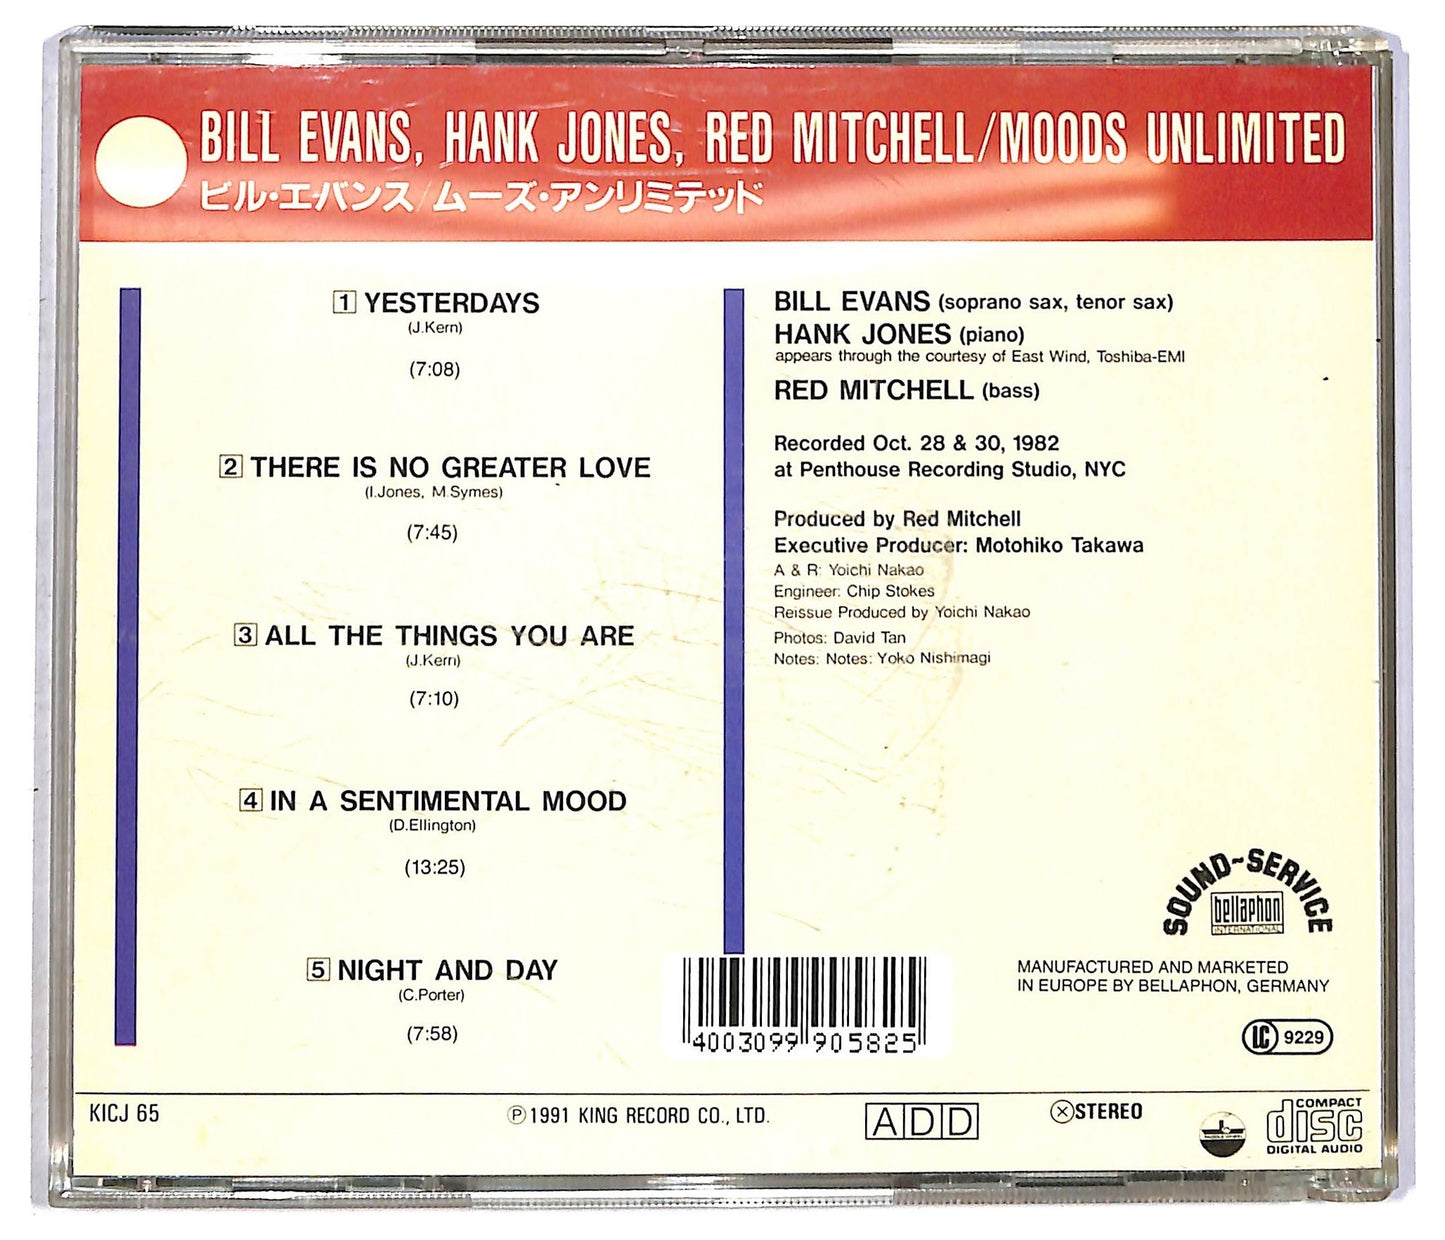 BILL EVANS, HANK JONES, RED MITCHELL/MOODS UNLIMITED
ビル・エバンス/ムーズ・アンリミテッド
1 YESTERDAYS
(J.Kern)
(7:08)
2 THERE IS NO GREATER LOVE
(I.Jones, M.Symes)
(7:45)
3 ALL THE THINGS YOU ARE
(J.Kern)
(7:10)
4 IN A SENTIMENTAL MOOD
(D.Ellington)
(13:25)
5 NIGHT AND DAY
(C.Porter)
(7:58)
BILL EVANS (soprano sax, tenor sax)
HANK JONES (piano)
appears through the courtesy of East Wind, Toshiba-EMI
RED MITCHELL (bass)
Recorded Oct. 28 & 30, 1982
at Penthouse Recording Studio, NYC
Produced by Red Mitchell
Executive Producer: Motohiko Takawa
A & R: Yoichi Nakao
Engineer: Chip Stokes
Reissue Produced by Yoichi Nakao
Photos: David Tan
Notes: Notes: Yoko Nishimagi
SOUND~SERVICE
bellaphon
INTERNATIONAL
MANUFACTURED AND MARKETED
IN EUROPE BY BELLAPHON, GERMANY
LC 9229
4003099 905825
KICJ 65
Ⓟ1991 KING RECORD CO., LTD.
ADD
STEREO
PADDLE WHEEL
COMPACT
disc
DIGITAL AUDIO